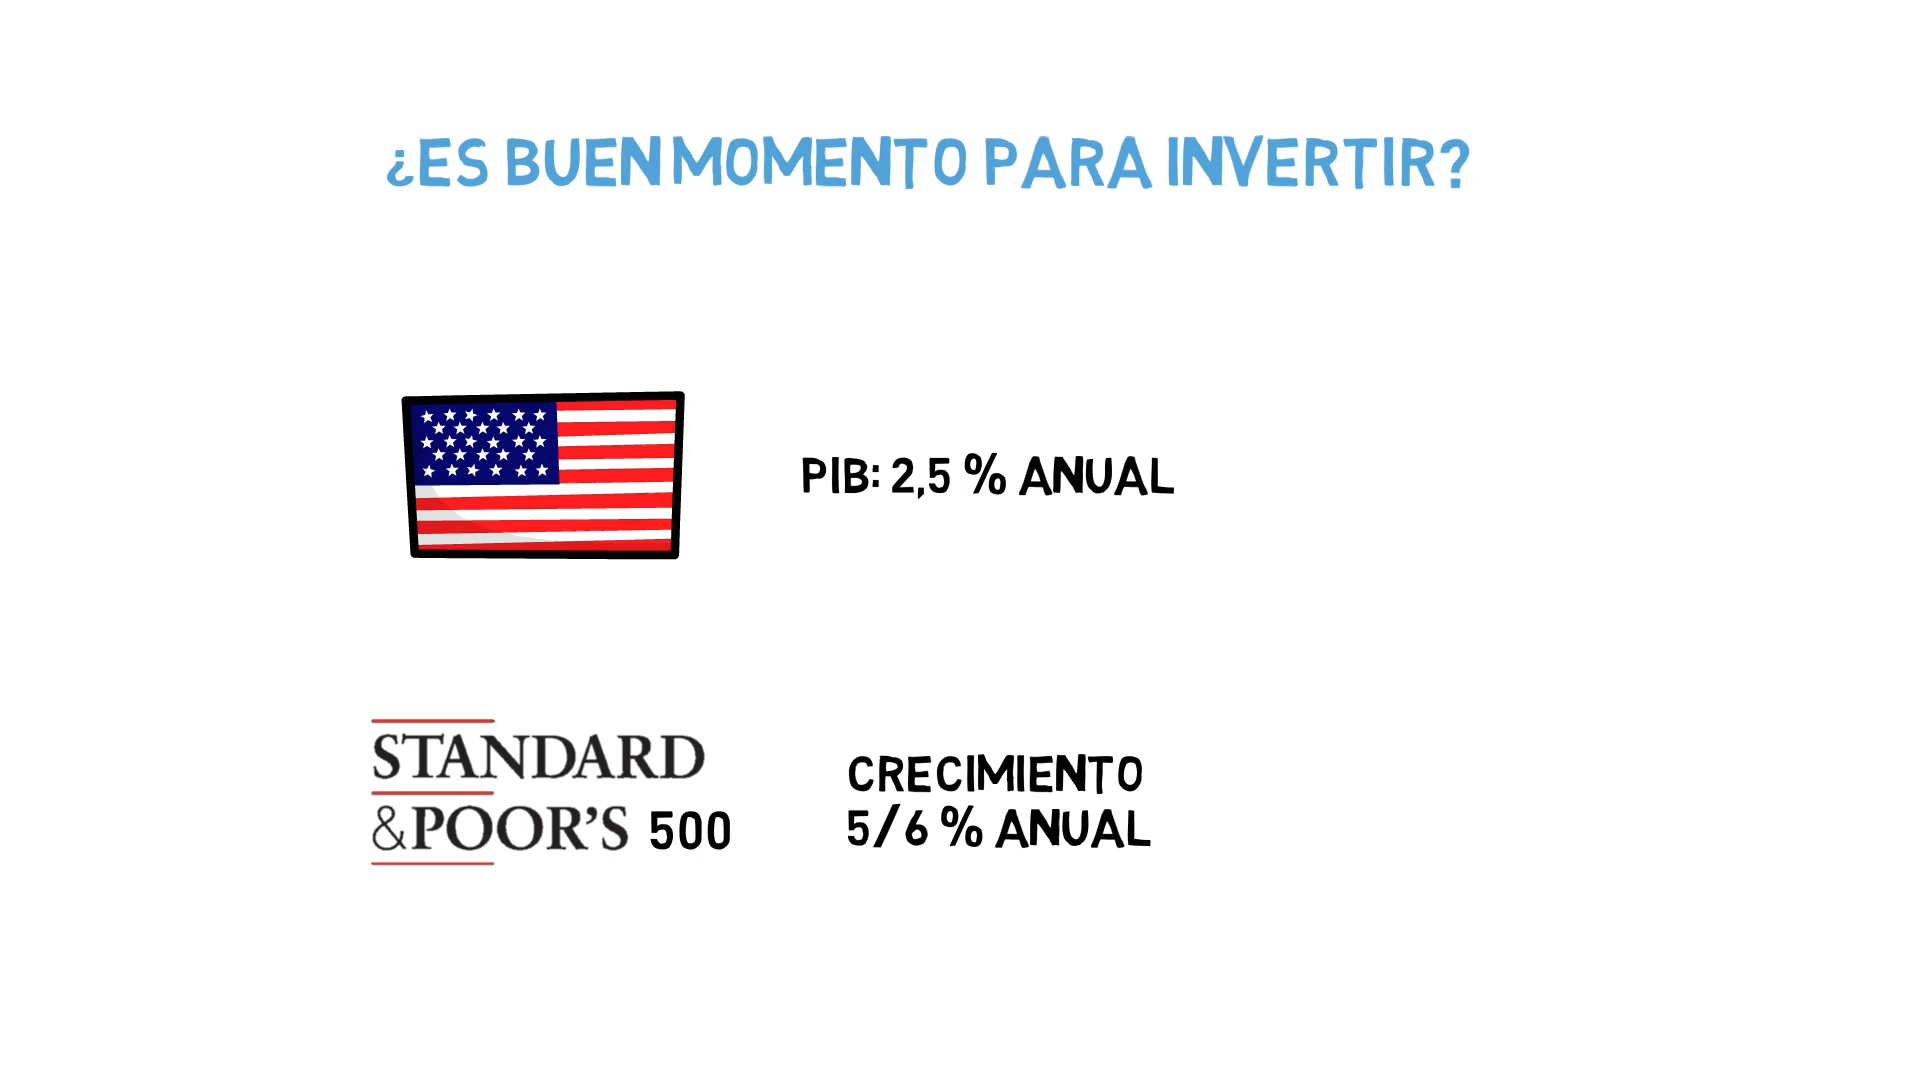 ¿ES BUEN MOMENTO PARA INVERTIR?
PIB: 2,5 % ANUAL
STANDARD
&POOR'S 500
CRECIMIENTO
5/6 % ANUAL